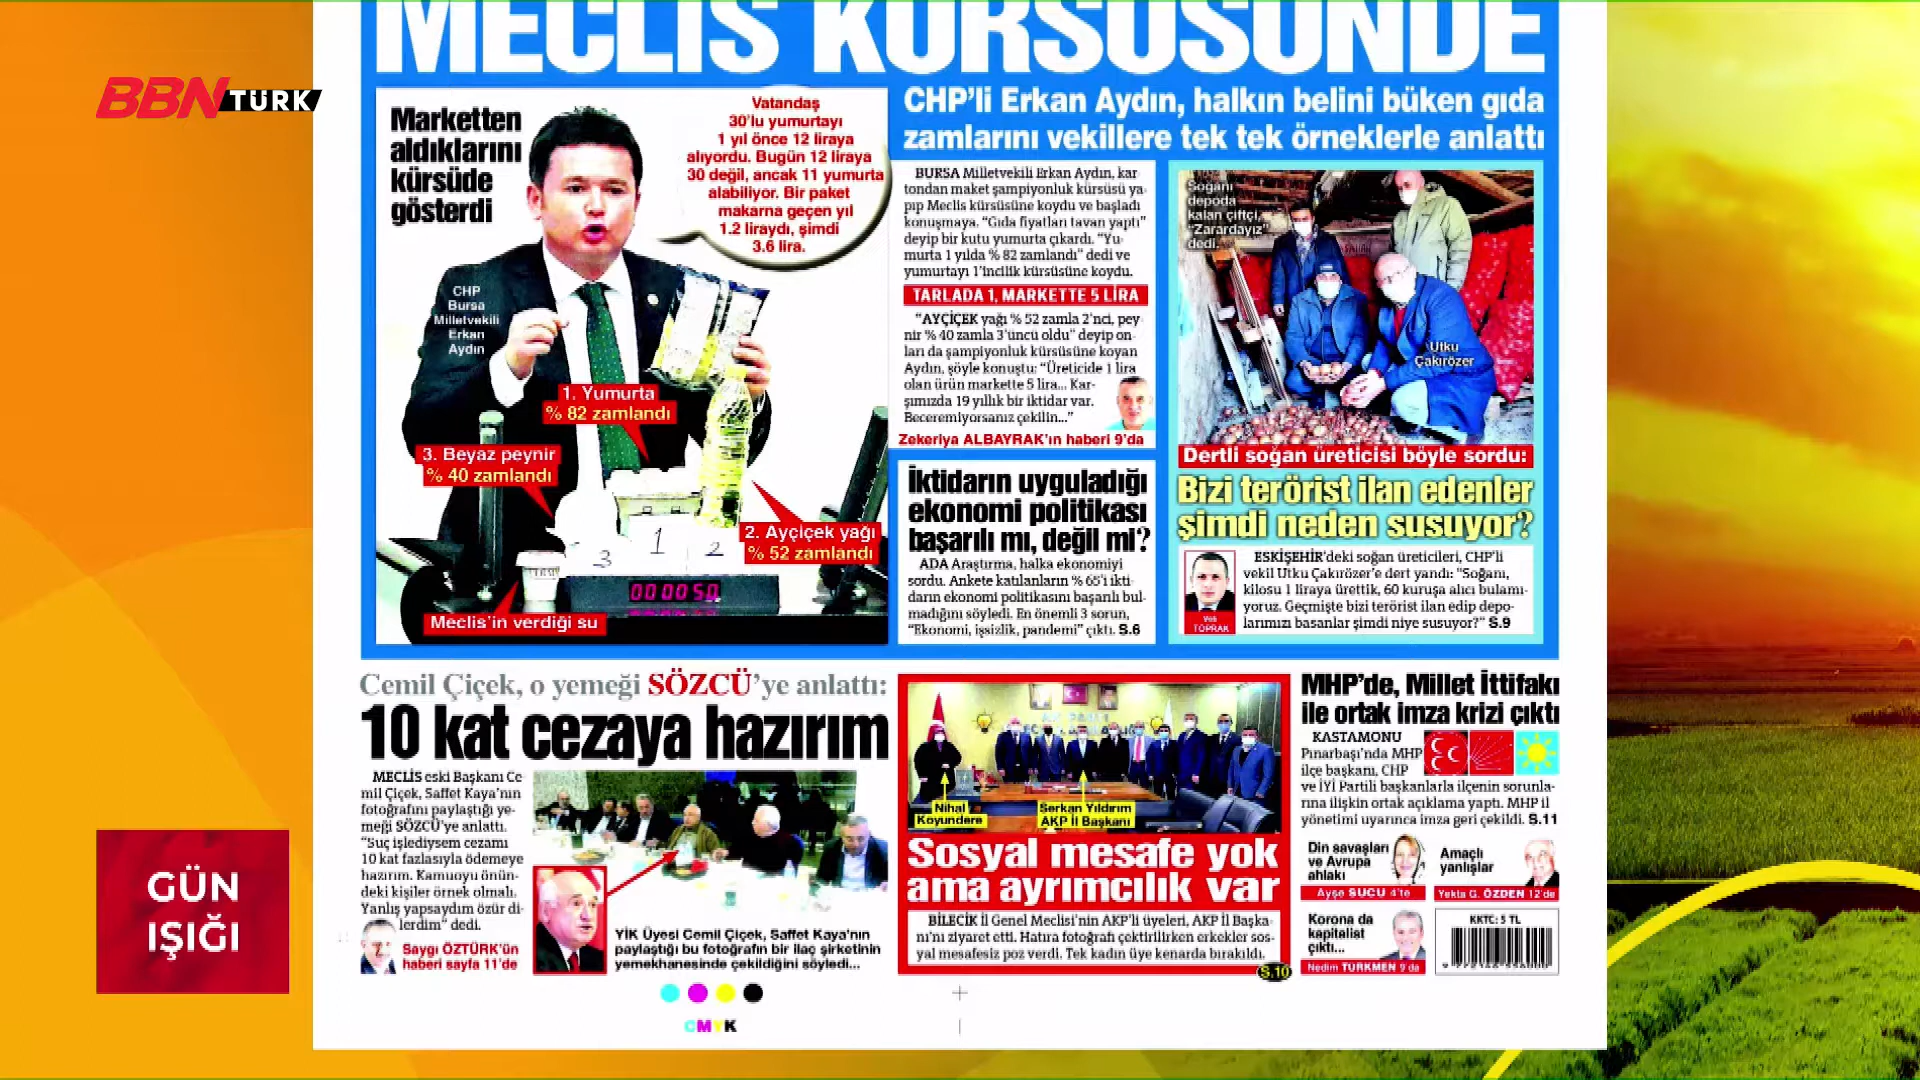 MECLİS KÜRSÜSÜNDE
BBN TÜRK
Marketten
aldıklarını
kürsüde
gösterdi
Vatandaş
30'lu yumurtayı
1 yıl önce 12 liraya
alıyordu. Bugün 12 liraya
30 değil, ancak 11 yumurta
alabiliyor. Bir paket
makarna geçen yıl
1.2 liraydı, şimdi
3.6 lira.
CHP
Bursa
Milletvekili
Erkan
Aydın
1. Yumurta
% 82 zamlandı
3. Beyaz peynir
% 40 zamlandı
2. Ayçiçek yağı
% 52 zamlandı
3
1
2
00:00:50
Meclis'in verdiği su
CHP'li Erkan Aydın, halkın belini büken gıda
zamlarını vekillere tek tek örneklerle anlattı
BURSA Milletvekili Erkan Aydın, kar
tondan maket şampiyonluk kürsüsü ya-
pıp Meclis kürsüsüne koydu ve başladı
konuşmaya. "Gıda fiyatları tavan yaptı"
deyip bir kutu yumurta çıkardı. "Yu-
murta 1 yılda % 82 zamlandı" dedi ve
yumurtayı 1'incilik kürsüsüne koydu.
TARLADA 1, MARKETTE 5 LİRA
"AYÇİÇEK yağı % 52 zamla 2'nci, pey-
nir % 40 zamla 3'üncü oldu" deyip on-
ları da şampiyonluk kürsüsüne koyan
Aydın, şöyle konuştu: "Üreticide 1 lira
olan ürün markette 5 lira... Kar-
şımızda 19 yıllık bir iktidar var.
Beceremiyorsanız çekilin..."
Zekeriya ALBAYRAK'ın haberi 9'da
İktidarın uyguladığı
ekonomi politikası
başarılı mı, değil mi?
ADA Araştırma, halka ekonomiyi
sordu. Ankete katılanların % 65'i ikti-
darın ekonomi politikasını başarılı bul-
madığını söyledi. En önemli 3 sorun,
"Ekonomi, işsizlik, pandemi" çıktı. S.6
Soğanı
depoda
kalan çiftçi,
"Zarardayız"
dedi.
Utku
Çakırözer
Dertli soğan üreticisi böyle sordu:
Bizi terörist ilan edenler
şimdi neden susuyor?
Veli
TOPRAK
ESKİŞEHİR'deki soğan üreticileri, CHP'li
vekil Utku Çakırözer'e dert yandı: "Soğanı,
kilosu 1 liraya ürettik, 60 kuruşa alıcı bulamı-
yoruz. Geçmişte bizi terörist ilan edip depo-
larımızı basanlar şimdi niye susuyor?" S.9
Cemil Çiçek, o yemeği SÖZCÜ'ye anlattı:
10 kat cezaya hazırım
MECLİS eski Başkanı Ce-
mil Çiçek, Saffet Kaya'nın
fotoğrafını paylaştığı ye-
meği SÖZCÜ'ye anlattı.
"Suç işlediysem cezamı
10 kat fazlasıyla ödemeye
hazırım. Kamuoyu önün-
deki kişiler örnek olmalı.
Yanlış yapsaydım özür di-
lerdim" dedi.
Saygı ÖZTÜRK'ün
haberi sayfa 11'de
YİK Üyesi Cemil Çiçek, Saffet Kaya'nın
paylaştığı bu fotoğrafın bir ilaç şirketinin
yemekhanesinde çekildiğini söyledi...
Nihal
Koyundere
Serkan Yıldırım
AKP İl Başkanı
Sosyal mesafe yok
ama ayrımcılık var
BİLECİK İl Genel Meclisi'nin AKP'li üyeleri, AKP İl Başka-
nı'nı ziyaret etti. Hatıra fotoğrafı çektirilirken erkekler sos-
yal mesafesiz poz verdi. Tek kadın üye kenarda bırakıldı.
S.10
MHP'de, Millet İttifakı
ile ortak imza krizi çıktı
KASTAMONU
Pınarbaşı'nda MHP
ilçe başkanı, CHP
ve İYİ Partili başkanlarla ilçenin sorunla-
rına ilişkin ortak açıklama yaptı. MHP il
yönetimi uyarınca imza geri çekildi. S.11
Din savaşları
ve Avrupa
ahlakı
Ayşe SUCU 4'te
Amaçlı
yanlışlar
Yekta G. ÖZDEN 12'de
Korona da
kapitalist
çıktı...
Nedim TÜRKMEN 9'da
KKTC: 5 TL
CMYK
GÜN
IŞIĞI